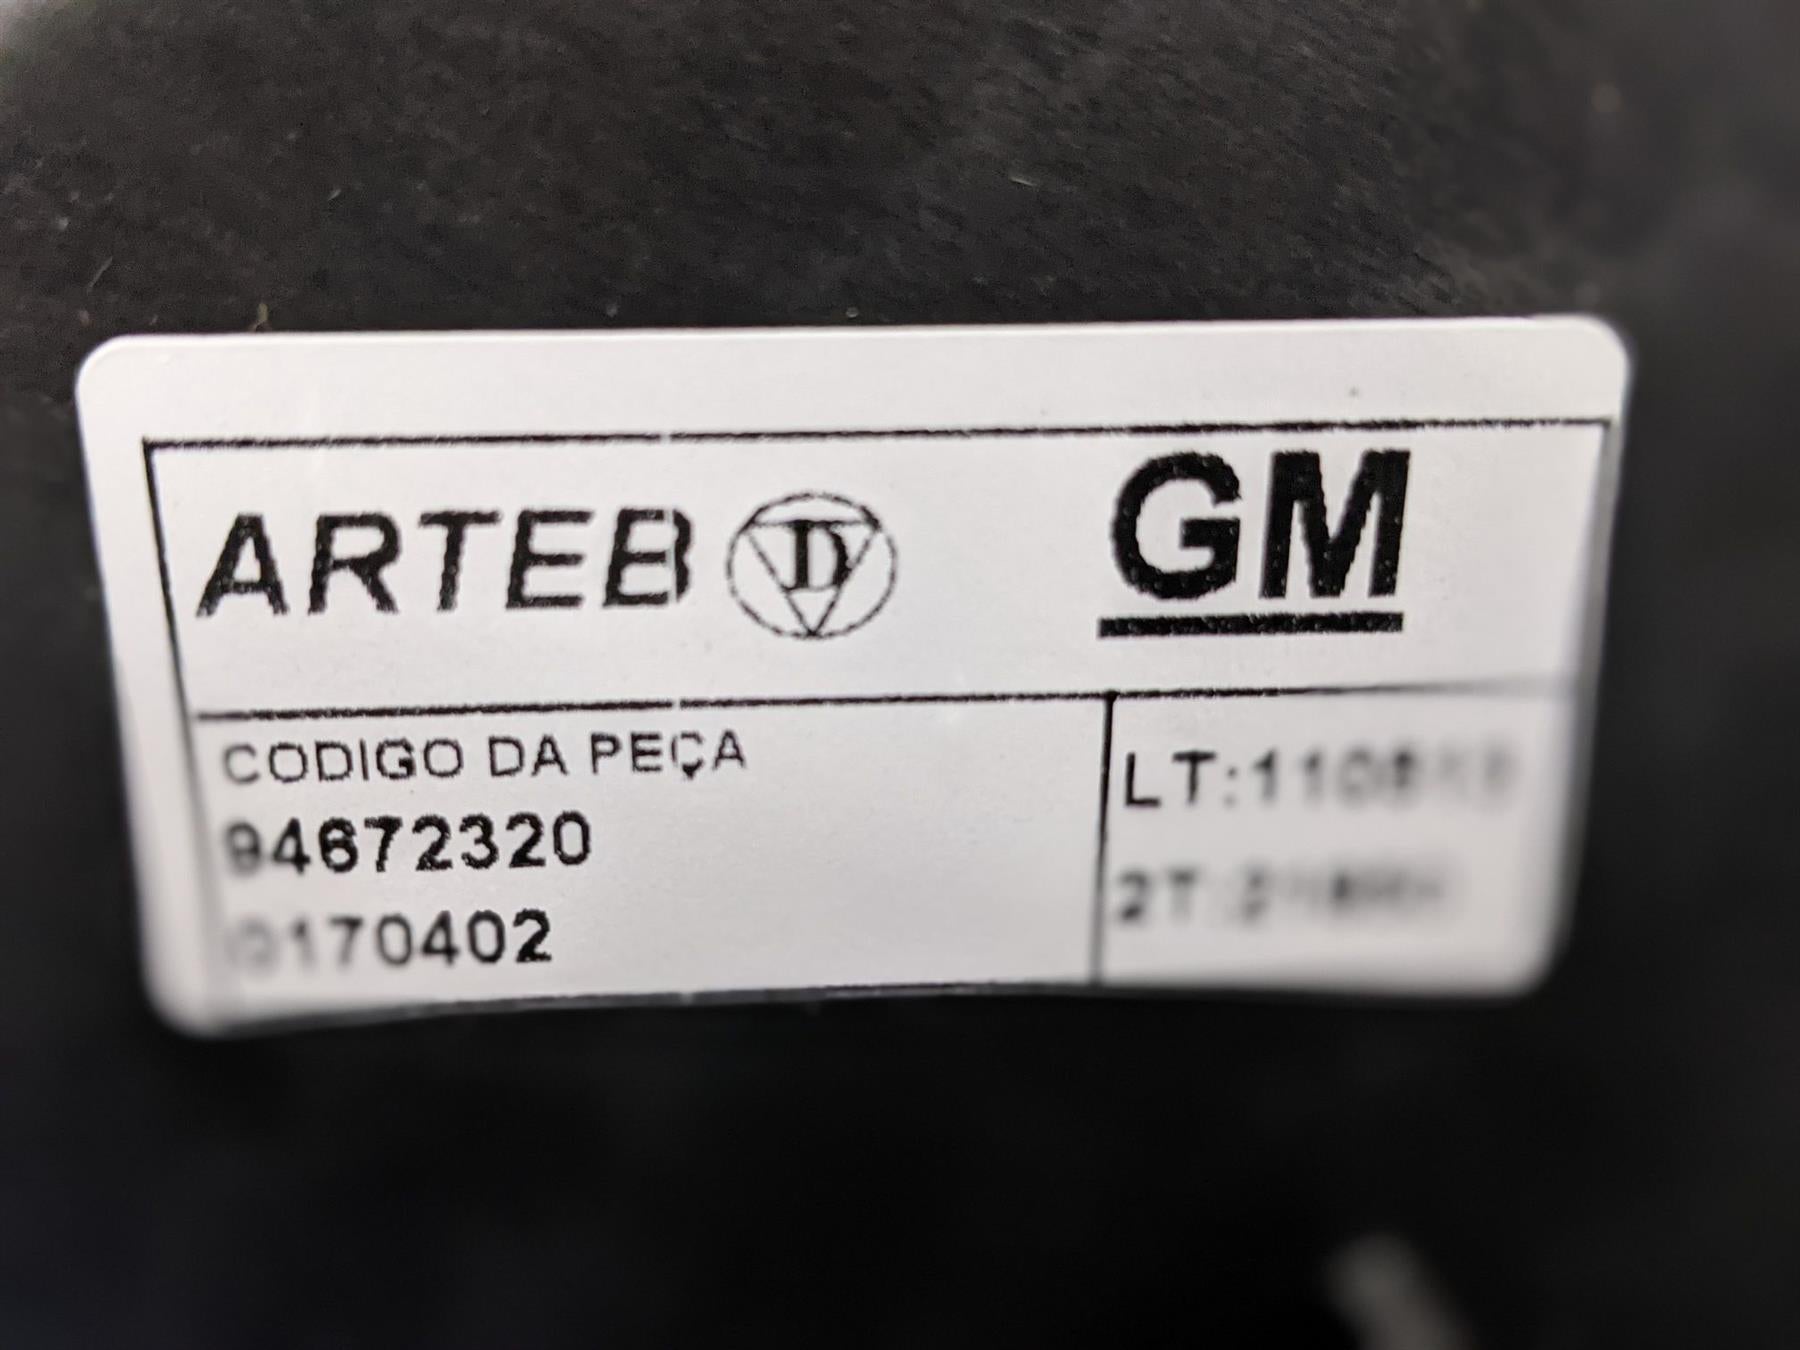 ARTEB D GM
CODIGO DA PEÇA
94672320
0170402